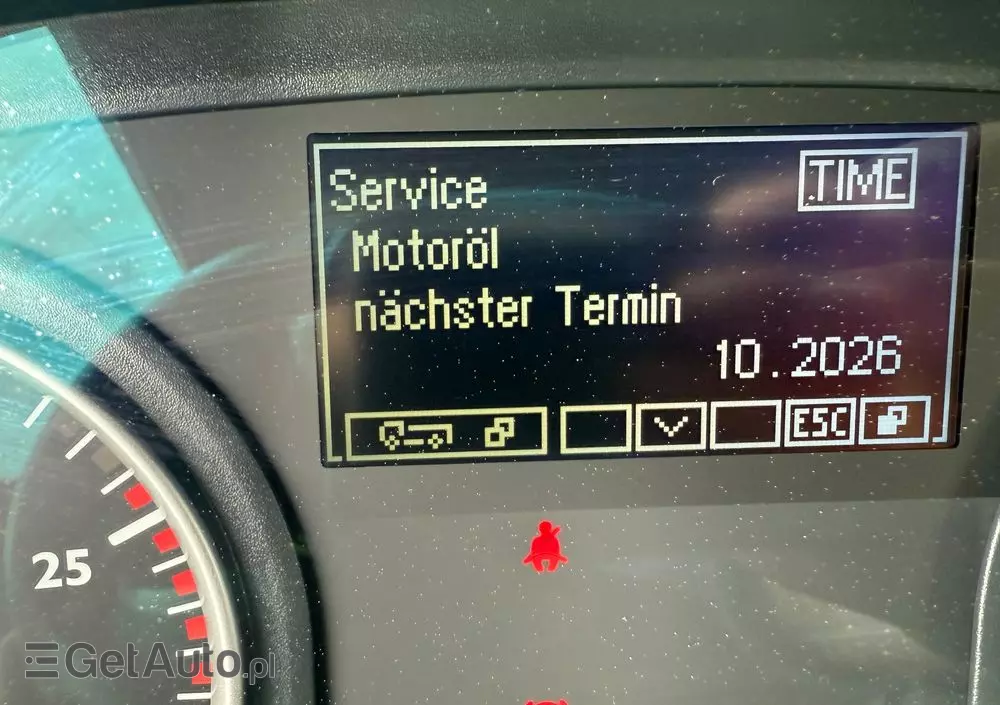 Service TIME
Motoröl
nächster Termin
10.2026
ESC
25
GetAuto.pl